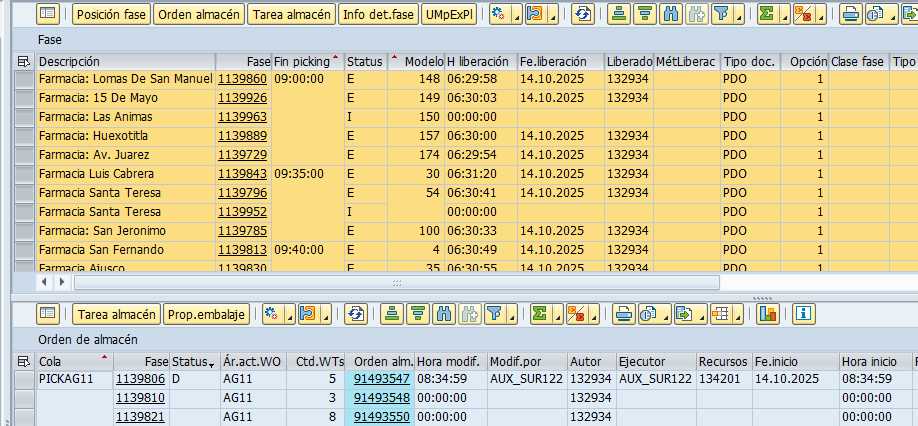 Posición fase Orden almacén Tarea almacén Info det.fase UMpExPl
Fase
Descripción Fase Fin picking Status Modelo H liberación Fe.liberación Liberado MétLiberac Tipo doc. Opción Clase fase Tipo
Farmacia: Lomas De San Manuel 1139860 09:00:00 E 148 06:29:58 14.10.2025 132934 PDO 1
Farmacia: 15 De Mayo 1139926 E 149 06:30:03 14.10.2025 132934 PDO 1
Farmacia: Las Animas 1139963 I 150 00:00:00 PDO 1
Farmacia: Huexotitla 1139889 E 157 06:30:00 14.10.2025 132934 PDO 1
Farmacia: Av. Juarez 1139729 E 174 06:29:54 14.10.2025 132934 PDO 1
Farmacia Luis Cabrera 1139843 09:35:00 E 30 06:31:20 14.10.2025 132934 PDO 1
Farmacia Santa Teresa 1139796 E 54 06:30:41 14.10.2025 132934 PDO 1
Farmacia Santa Teresa 1139952 I 00:00:00 PDO 1
Farmacia: San Jeronimo 1139785 E 100 06:30:33 14.10.2025 132934 PDO 1
Farmacia San Fernando 1139813 09:40:00 E 4 06:30:49 14.10.2025 132934 PDO 1
Farmacia Ajusco 1139830 E 35 06:30:55 14.10.2025 132934 PDO 1
Tarea almacén Prop.embalaje
Orden de almacén
Cola Fase Status Ár.act.WO Ctd.WTs Orden alm. Hora modif. Modif.por Autor Ejecutor Recursos Fe.inicio Hora inicio
PICKAG11 1139806 D AG11 5 91493547 08:34:59 AUX_SUR122 132934 AUX_SUR122 134201 14.10.2025 08:34:59
1139810 AG11 3 91493548 00:00:00 132934 00:00:00
1139821 AG11 8 91493550 00:00:00 132934 00:00:00